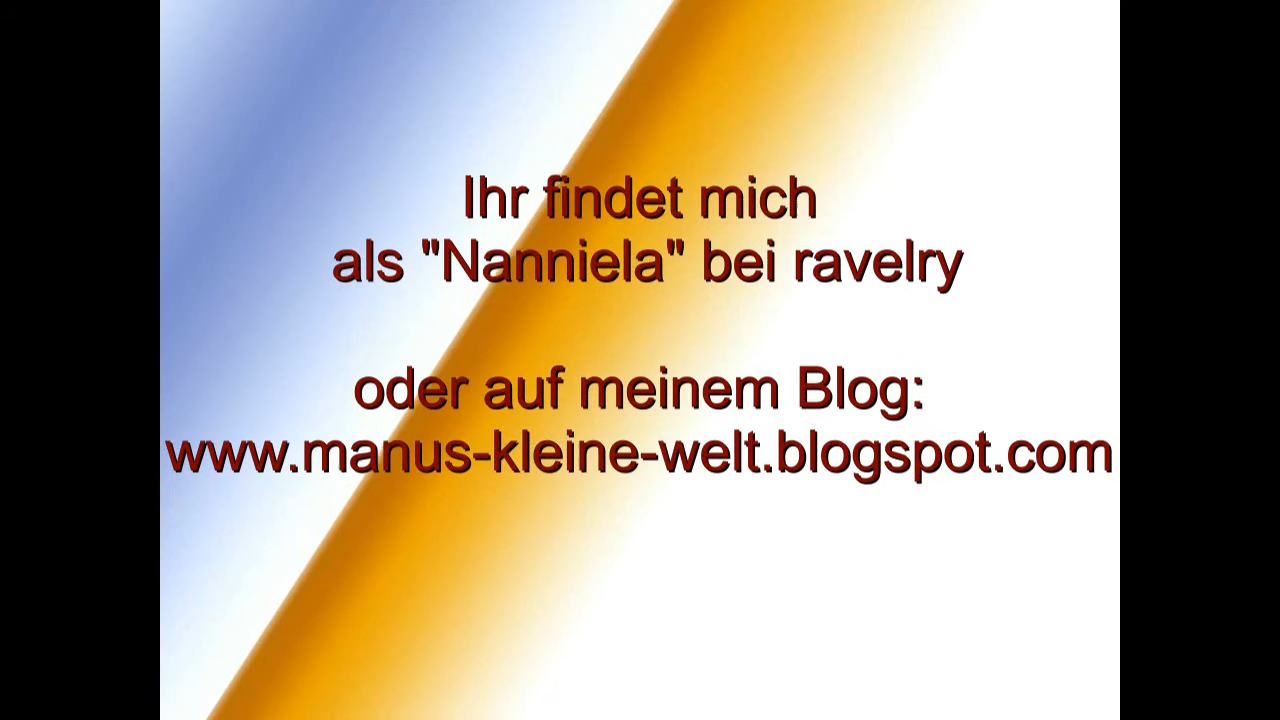 Ihr findet mich
als "Nanniela" bei ravelry
oder auf meinem Blog:
www.manus-kleine-welt.blogspot.com